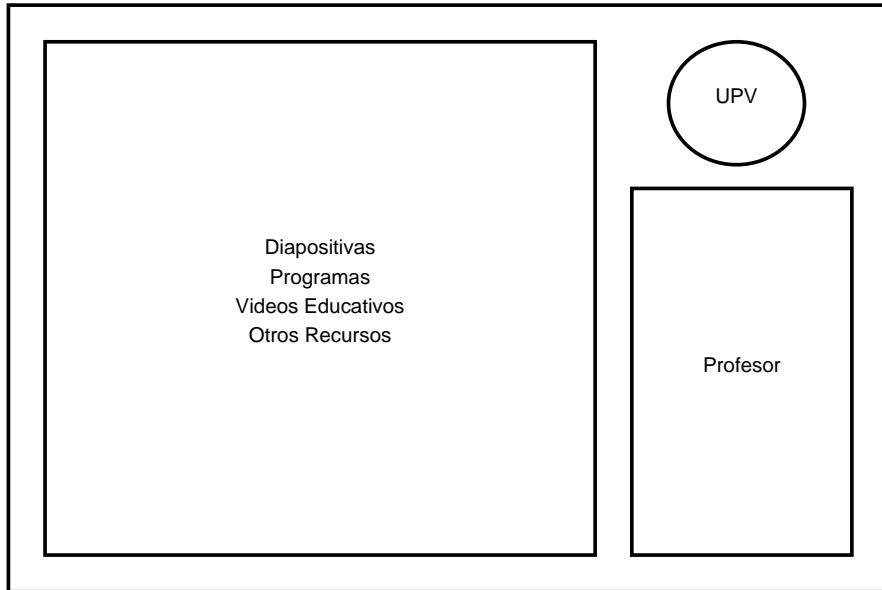 Diapositivas
Programas
Videos Educativos
Otros Recursos
UPV
Profesor